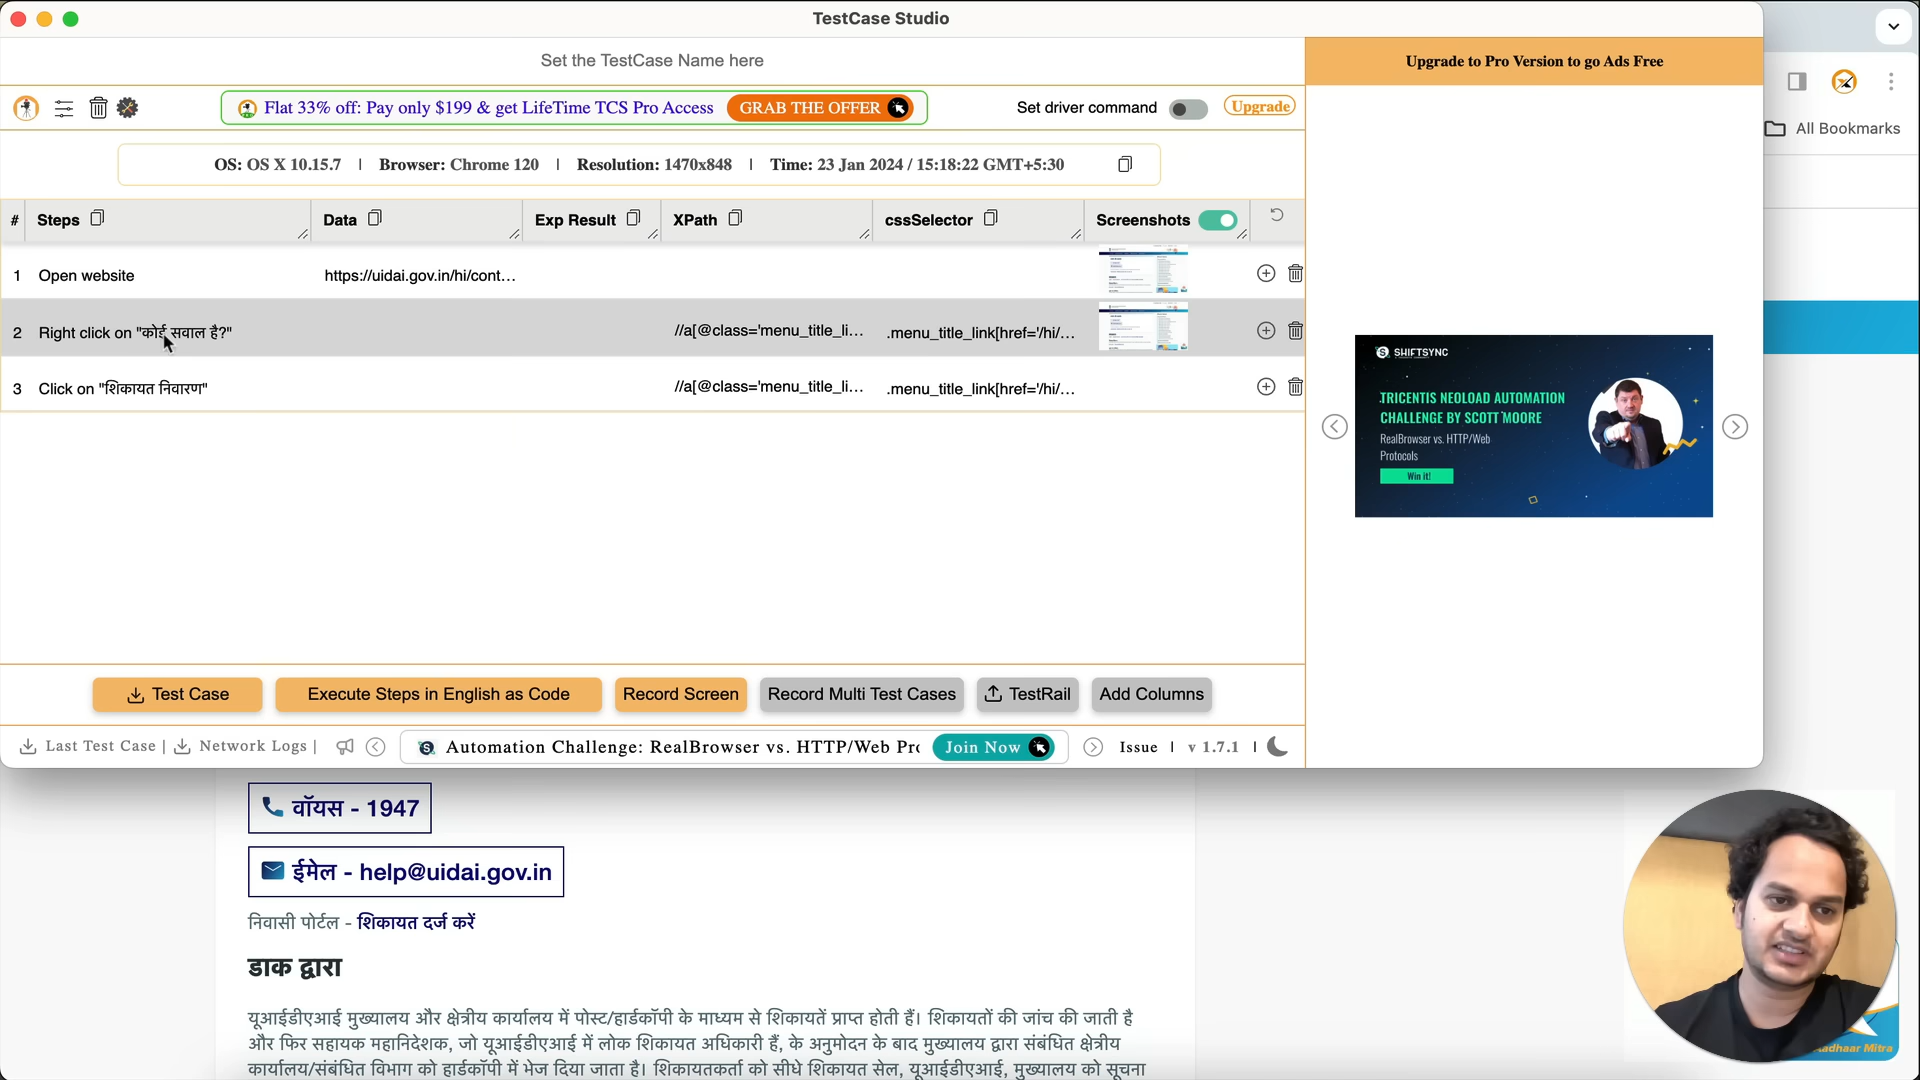 TestCase Studio
Set the TestCase Name here
Upgrade to Pro Version to go Ads Free
Flat 33% off: Pay only $199 & get LifeTime TCS Pro Access GRAB THE OFFER
Set driver command
Upgrade
All Bookmarks
OS: OS X 10.15.7 | Browser: Chrome 120 | Resolution: 1470x848 | Time: 23 Jan 2024 / 15:18:22 GMT+5:30
# Steps Data Exp Result XPath cssSelector Screenshots
1 Open website https://uidai.gov.in/hi/cont...
2 Right click on "कोई सवाल है?" //a[@class='menu_title_li... .menu_title_link[href='/hi/...
3 Click on "शिकायत निवारण" //a[@class='menu_title_li... .menu_title_link[href='/hi/...
SHIFTSYNC
TRICENTIS NEOLOAD AUTOMATION
CHALLENGE BY SCOTT MOORE
RealBrowser vs. HTTP/Web
Protocols
Win it!
Test Case
Execute Steps in English as Code
Record Screen
Record Multi Test Cases
TestRail
Add Columns
Last Test Case | Network Logs |
Automation Challenge: RealBrowser vs. HTTP/Web Pro
Join Now
Issue | v 1.7.1 |
वॉयस - 1947
ईमेल - help@uidai.gov.in
निवासी पोर्टल - शिकायत दर्ज करें
डाक द्वारा
यूआईडीएआई मुख्यालय और क्षेत्रीय कार्यालय में पोस्ट/हार्डकॉपी के माध्यम से शिकायतें प्राप्त होती हैं। शिकायतों की जांच की जाती है
और फिर सहायक महानिदेशक, जो यूआईडीएआई में लोक शिकायत अधिकारी हैं, के अनुमोदन के बाद मुख्यालय द्वारा संबंधित क्षेत्रीय
कार्यालय/संबंधित विभाग को हार्डकॉपी में भेज दिया जाता है। शिकायतकर्ता को सीधे शिकायत सेल, यूआईडीएआई, मुख्यालय को सूचना
Aadhaar Mitra